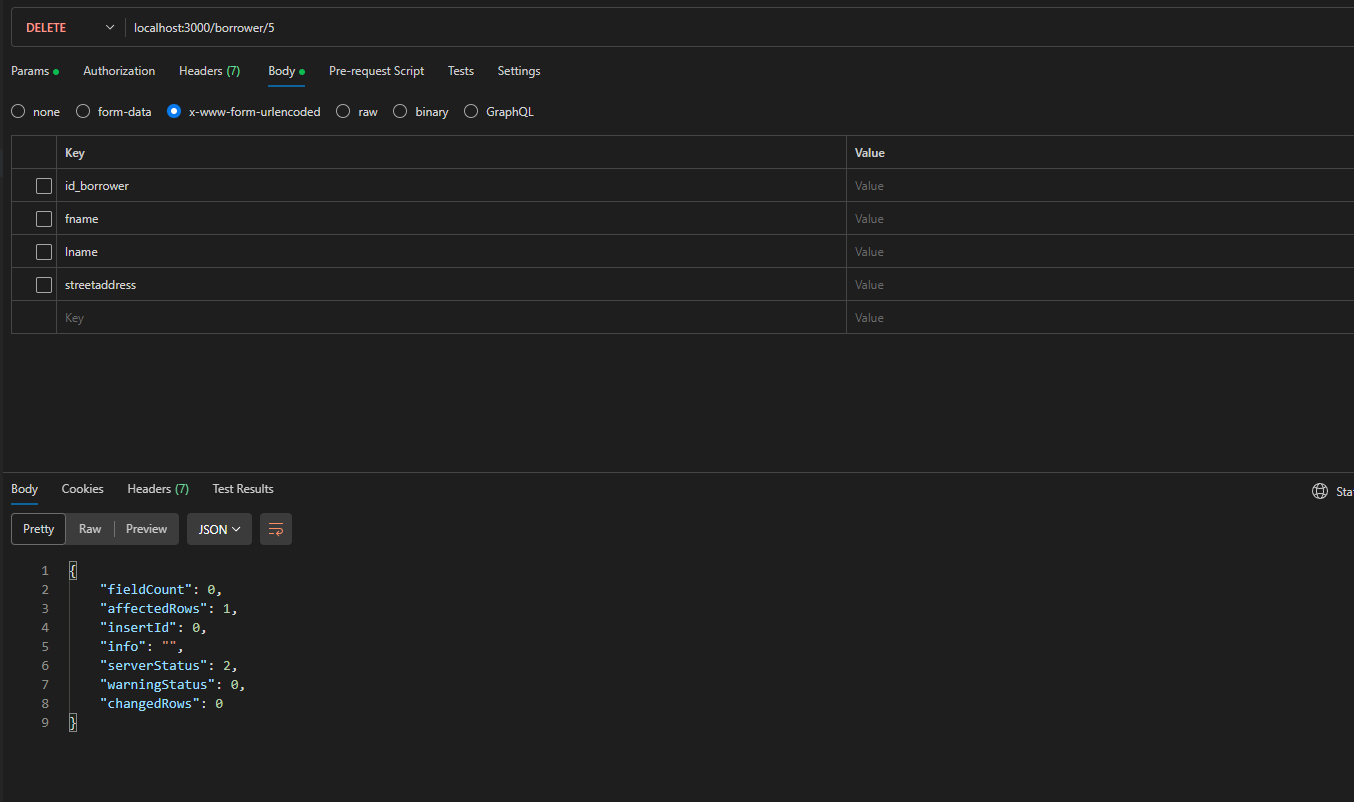 DELETE localhost:3000/borrower/5
Params Authorization Headers (7) Body Pre-request Script Tests Settings
none form-data x-www-form-urlencoded raw binary GraphQL
Key Value
id_borrower Value
fname Value
lname Value
streetaddress Value
Key Value
Body Cookies Headers (7) Test Results Sta
Pretty Raw Preview JSON
1 {
2 "fieldCount": 0,
3 "affectedRows": 1,
4 "insertId": 0,
5 "info": "",
6 "serverStatus": 2,
7 "warningStatus": 0,
8 "changedRows": 0
9 }